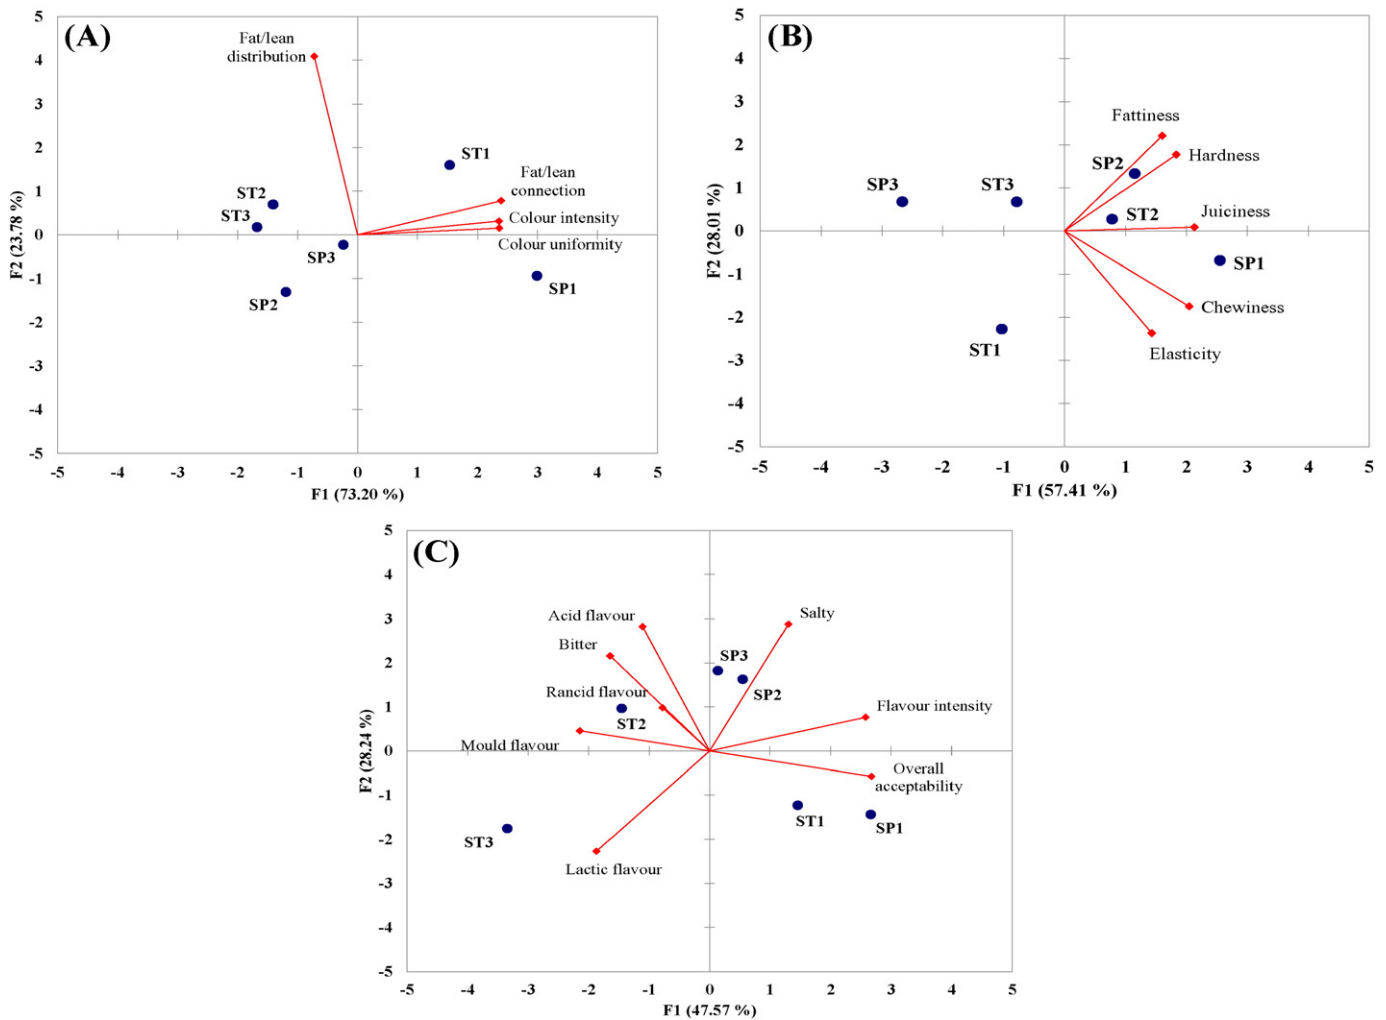 (A)
5
4
3
2
1
0
-1
-2
-3
-4
-5
F2 (23.78 %)
Fat/lean
distribution
ST1
Fat/lean
connection
Colour intensity
Colour uniformity
ST2
ST3
SP3
SP2
SP1
-5 -4 -3 -2 -1 0 1 2 3 4 5
F1 (73.20 %)
(B)
5
4
3
2
1
0
-1
-2
-3
-4
-5
F2 (28.01 %)
Fattiness
SP2
Hardness
SP3
ST3
ST2
Juiciness
SP1
Chewiness
ST1
Elasticity
-5 -4 -3 -2 -1 0 1 2 3 4 5
F1 (57.41 %)
(C)
5
4
3
2
1
0
-1
-2
-3
-4
-5
F2 (28.24 %)
Acid flavour
Salty
Bitter
SP3
SP2
Rancid flavour
ST2
Flavour intensity
Mould flavour
Overall
acceptability
ST1
SP1
ST3
Lactic flavour
-5 -4 -3 -2 -1 0 1 2 3 4 5
F1 (47.57 %)